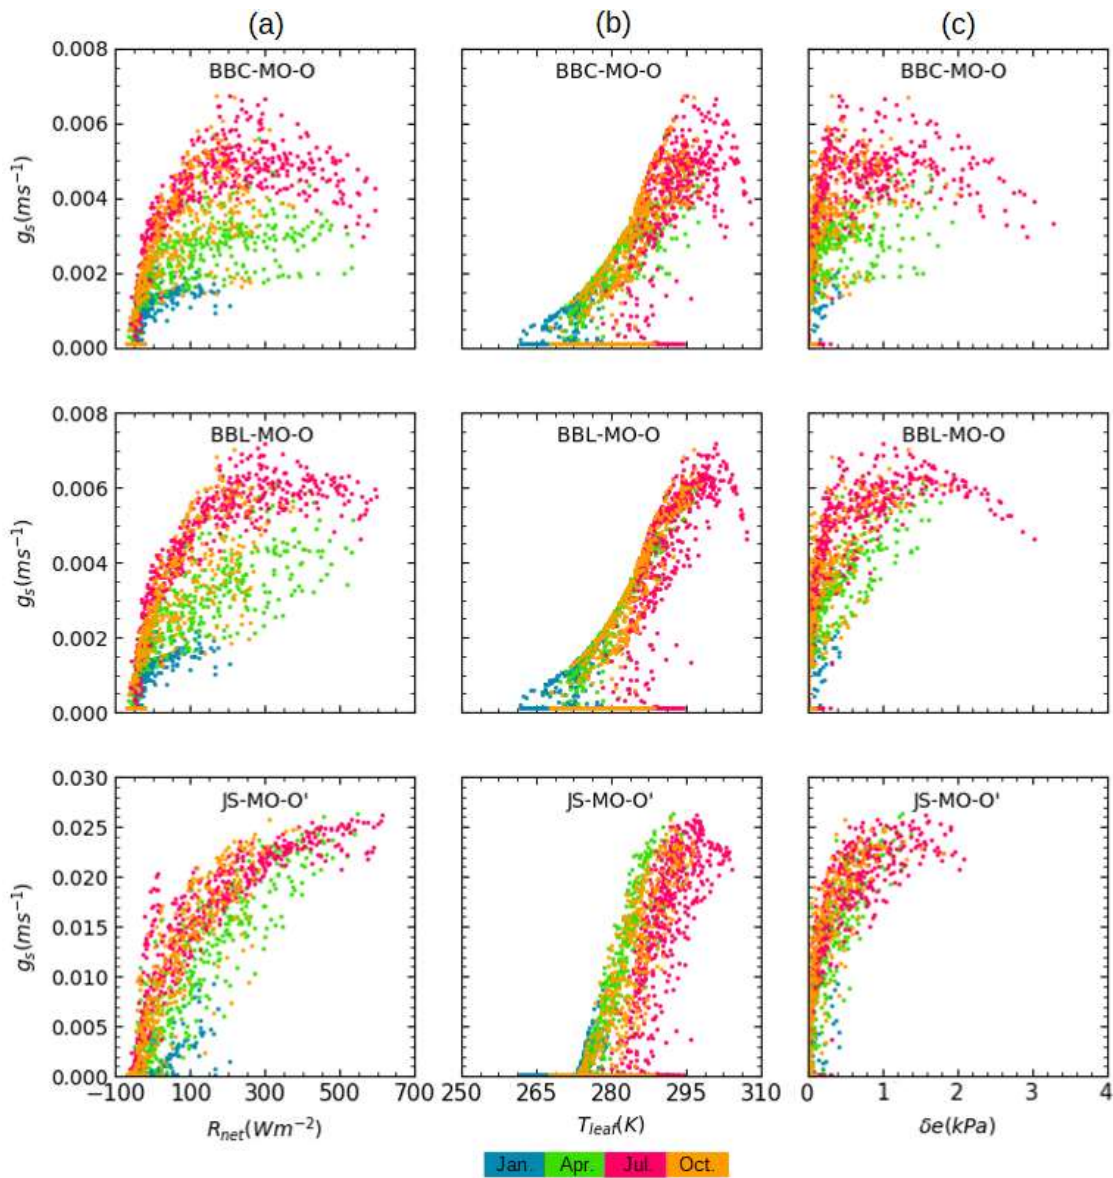 (a) (b) (c)
BBC-MO-O BBC-MO-O BBC-MO-O
0.008
0.006
0.004
0.002
0.000
g_s(ms⁻¹)
BBL-MO-O BBL-MO-O BBL-MO-O
0.008
0.006
0.004
0.002
0.000
g_s(ms⁻¹)
JS-MO-O' JS-MO-O' JS-MO-O'
0.030
0.025
0.020
0.015
0.010
0.005
0.000
g_s(ms⁻¹)
−100 100 300 500 700 250 265 280 295 310 0 1 2 3 4
R_net(Wm⁻²) T_leaf(K) δe(kPa)
Jan. Apr. Jul. Oct.